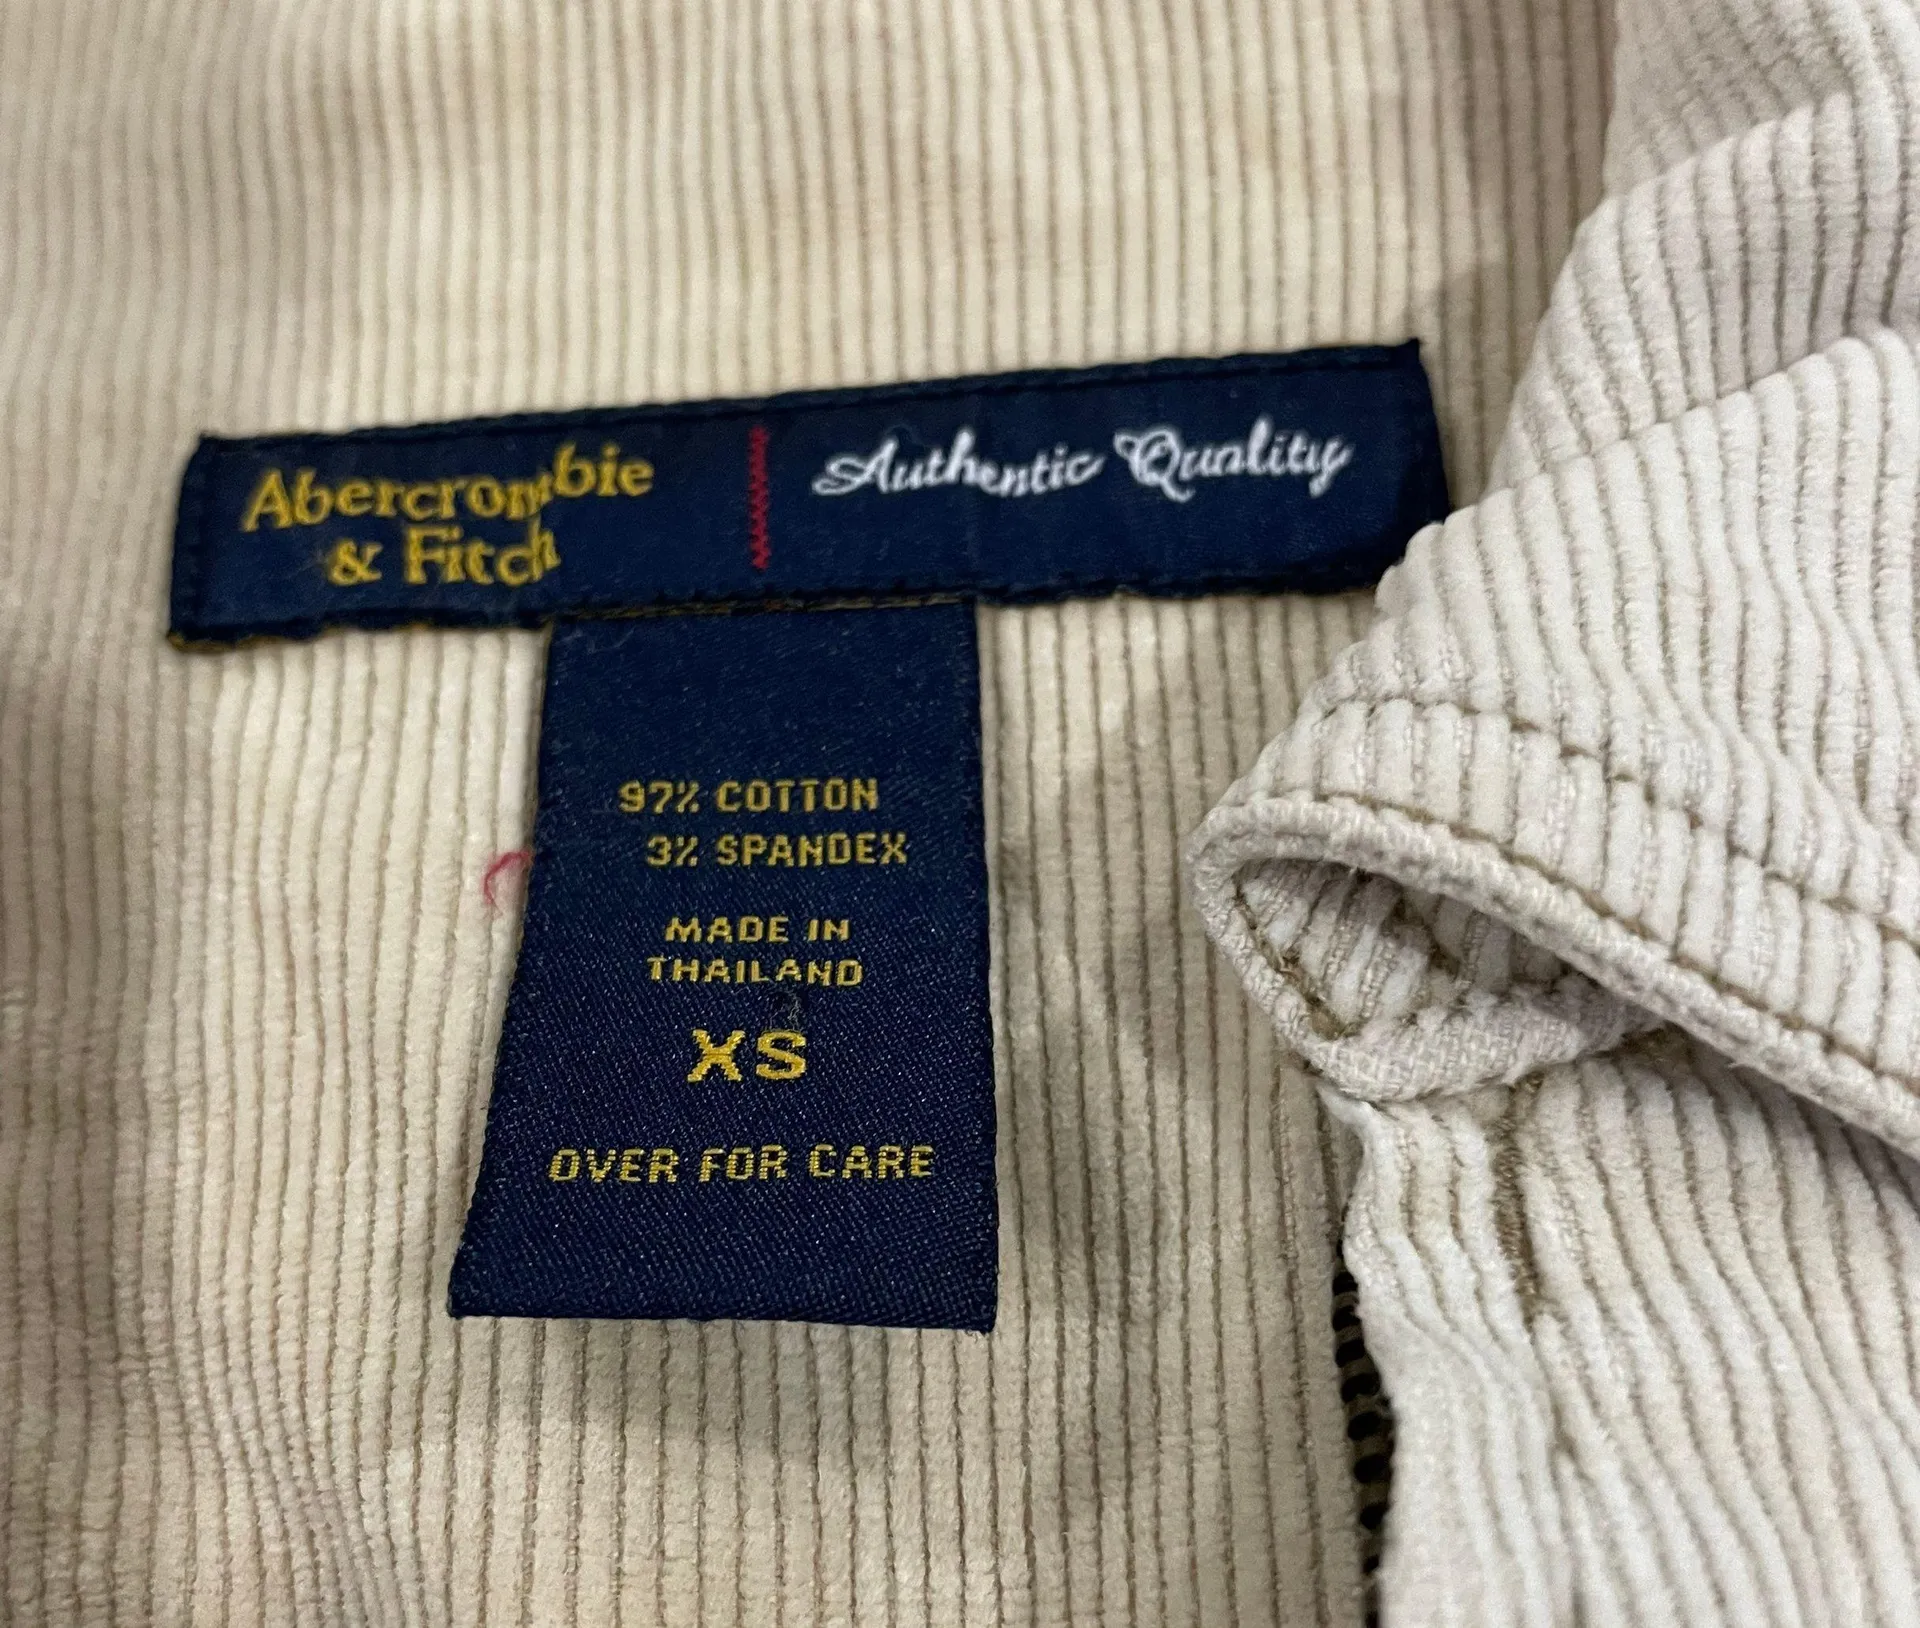 Abercrombie
& Fitch
Authentic Quality
97% COTTON
3% SPANDEX
MADE IN
THAILAND
XS
OVER FOR CARE